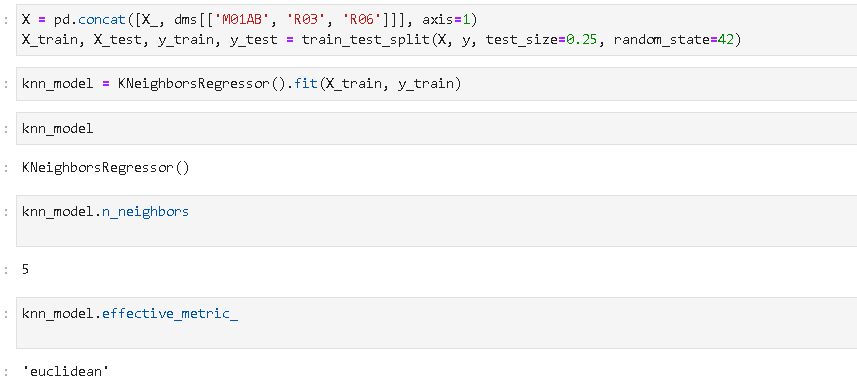 X = pd.concat([X_, dms[['M01AB', 'R03', 'R06']]], axis=1)
X_train, X_test, y_train, y_test = train_test_split(X, y, test_size=0.25, random_state=42)
knn_model = KNeighborsRegressor().fit(X_train, y_train)
knn_model
KNeighborsRegressor()
knn_model.n_neighbors
5
knn_model.effective_metric_
'euclidean'